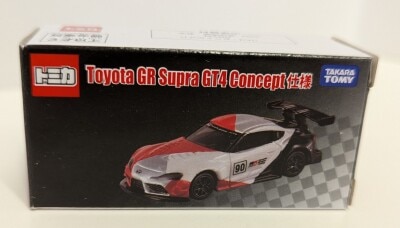 トミカ
Toyota GR Supra GT4 Concept 仕様
TAKARA
TOMY
90